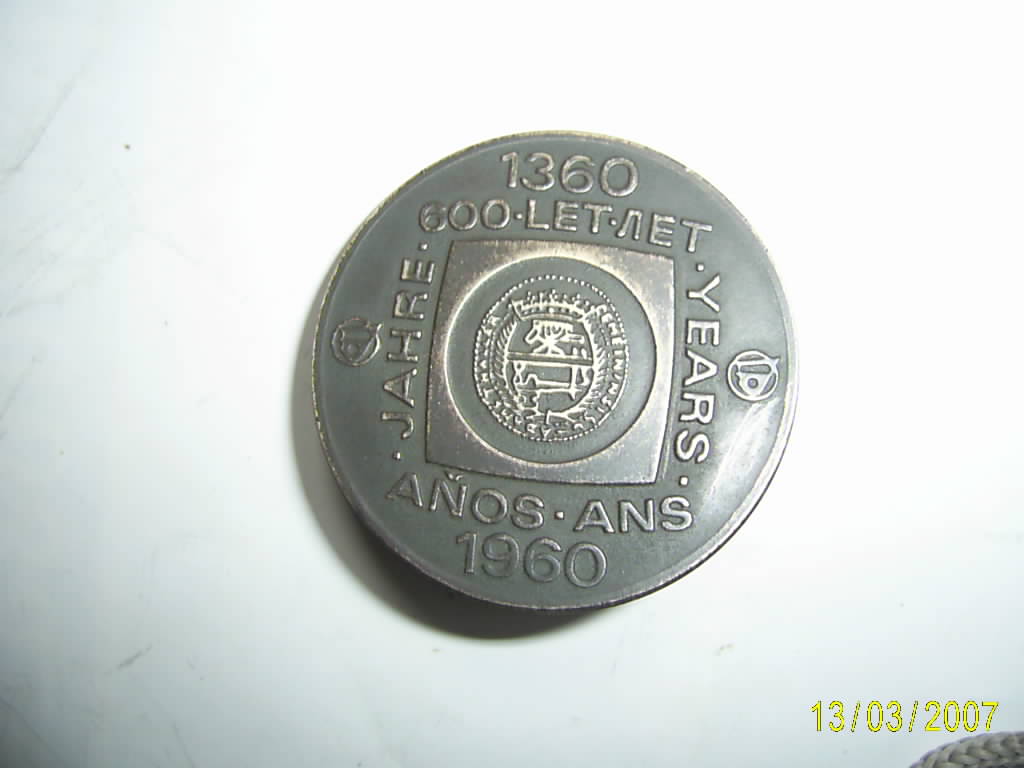 1360
600·LET·ЛЕТ·YEARS·
AÑOS·ANS
·JAHRE·
1960
13/03/2007